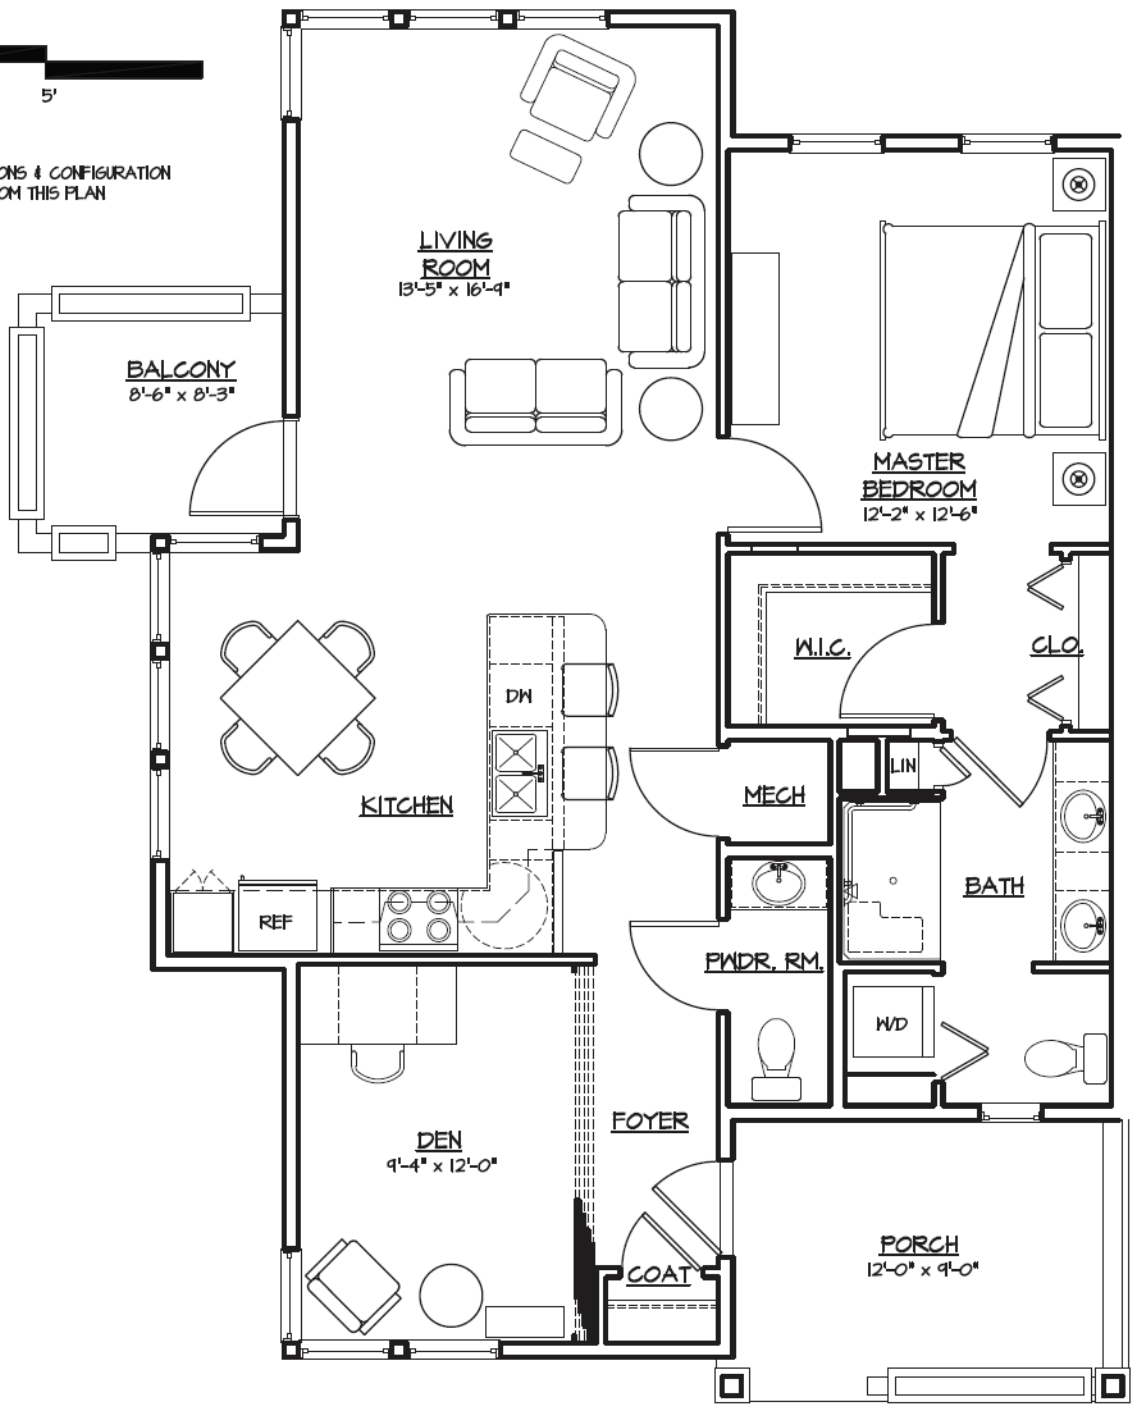 5'
ONS & CONFIGURATION
OM THIS PLAN
LIVING
ROOM
13'-5" x 16'-9"
BALCONY
8'-6" x 8'-3"
MASTER
BEDROOM
12'-2" x 12'-6"
W.I.C.
CLO.
DW
LIN
MECH
KITCHEN
BATH
REF
PWDR. RM.
W/D
FOYER
DEN
9'-4" x 12'-0"
PORCH
12'-0" x 9'-0"
COAT